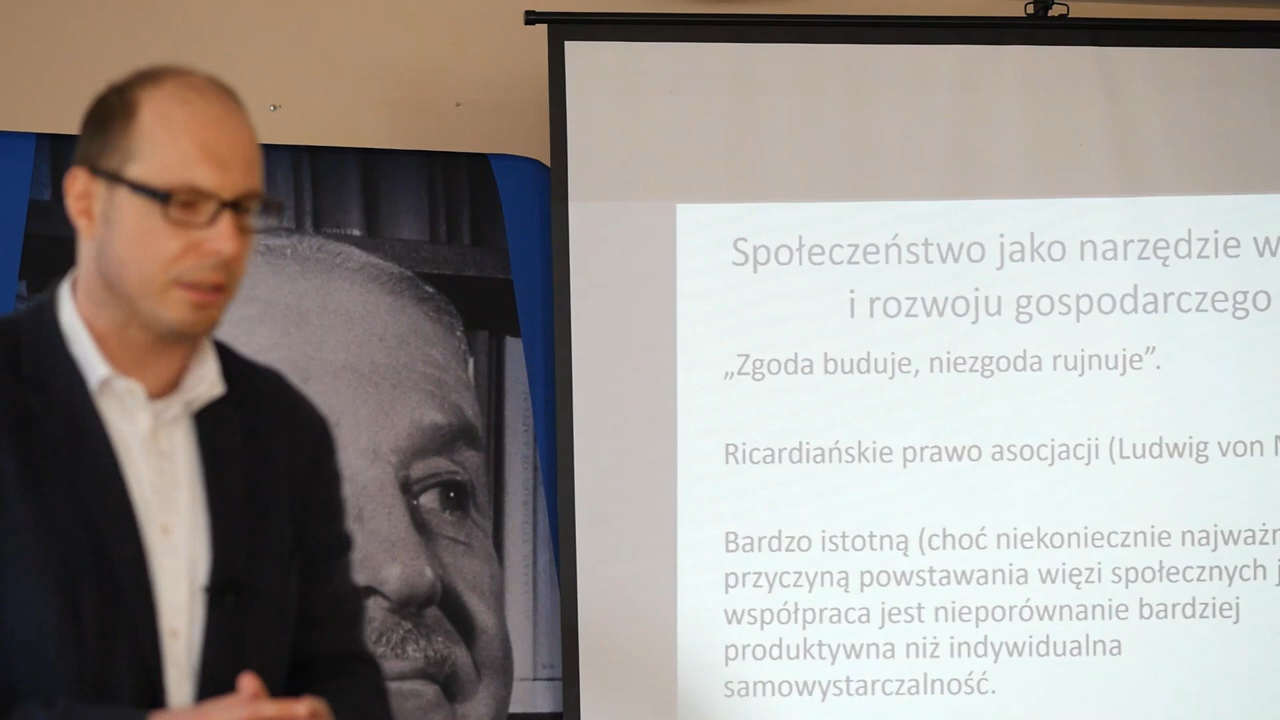 Społeczeństwo jako narzędzie w
i rozwoju gospodarczego
„Zgoda buduje, niezgoda rujnuje”.
Ricardiańskie prawo asocjacji (Ludwig von
Bardzo istotną (choć niekoniecznie
przyczyną powstawania więzi społecznych
współpraca jest nieporównanie bardziej
produktywna niż indywidualna
samowystarczalność.